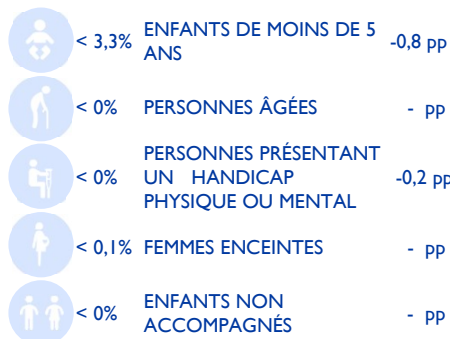 < 3,3% ENFANTS DE MOINS DE 5 ANS -0,8 pp
< 0% PERSONNES ÂGÉES - pp
< 0% PERSONNES PRÉSENTANT UN HANDICAP PHYSIQUE OU MENTAL -0,2 pp
< 0,1% FEMMES ENCEINTES - pp
< 0% ENFANTS NON ACCOMPAGNÉS - pp